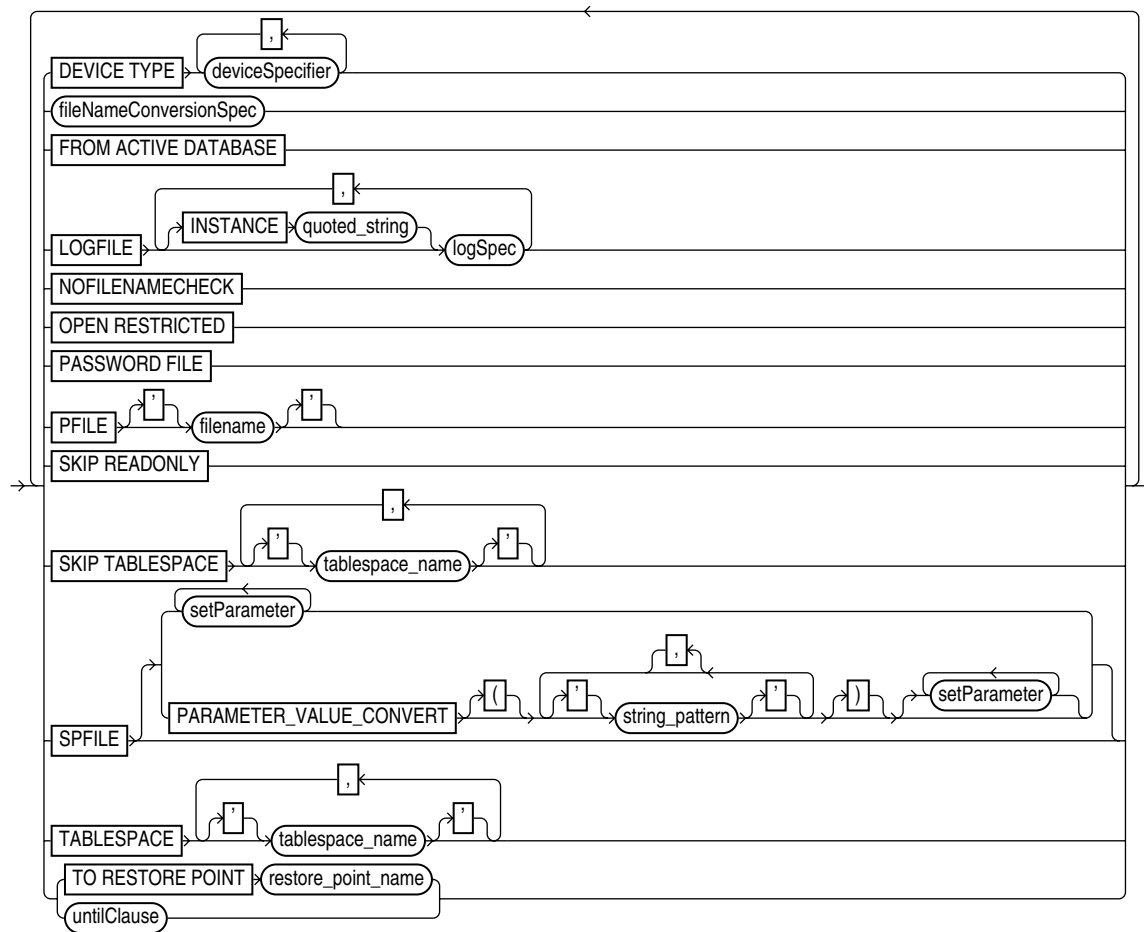 ,
DEVICE TYPE deviceSpecifier
fileNameConversionSpec
FROM ACTIVE DATABASE
,
INSTANCE quoted_string
LOGFILE logSpec
NOFILENAMECHECK
OPEN RESTRICTED
PASSWORD FILE
' '
PFILE filename
SKIP READONLY
,
' '
SKIP TABLESPACE tablespace_name
setParameter
,
( ' ' ) setParameter
PARAMETER_VALUE_CONVERT string_pattern
SPFILE
,
' '
TABLESPACE tablespace_name
TO RESTORE POINT restore_point_name
untilClause